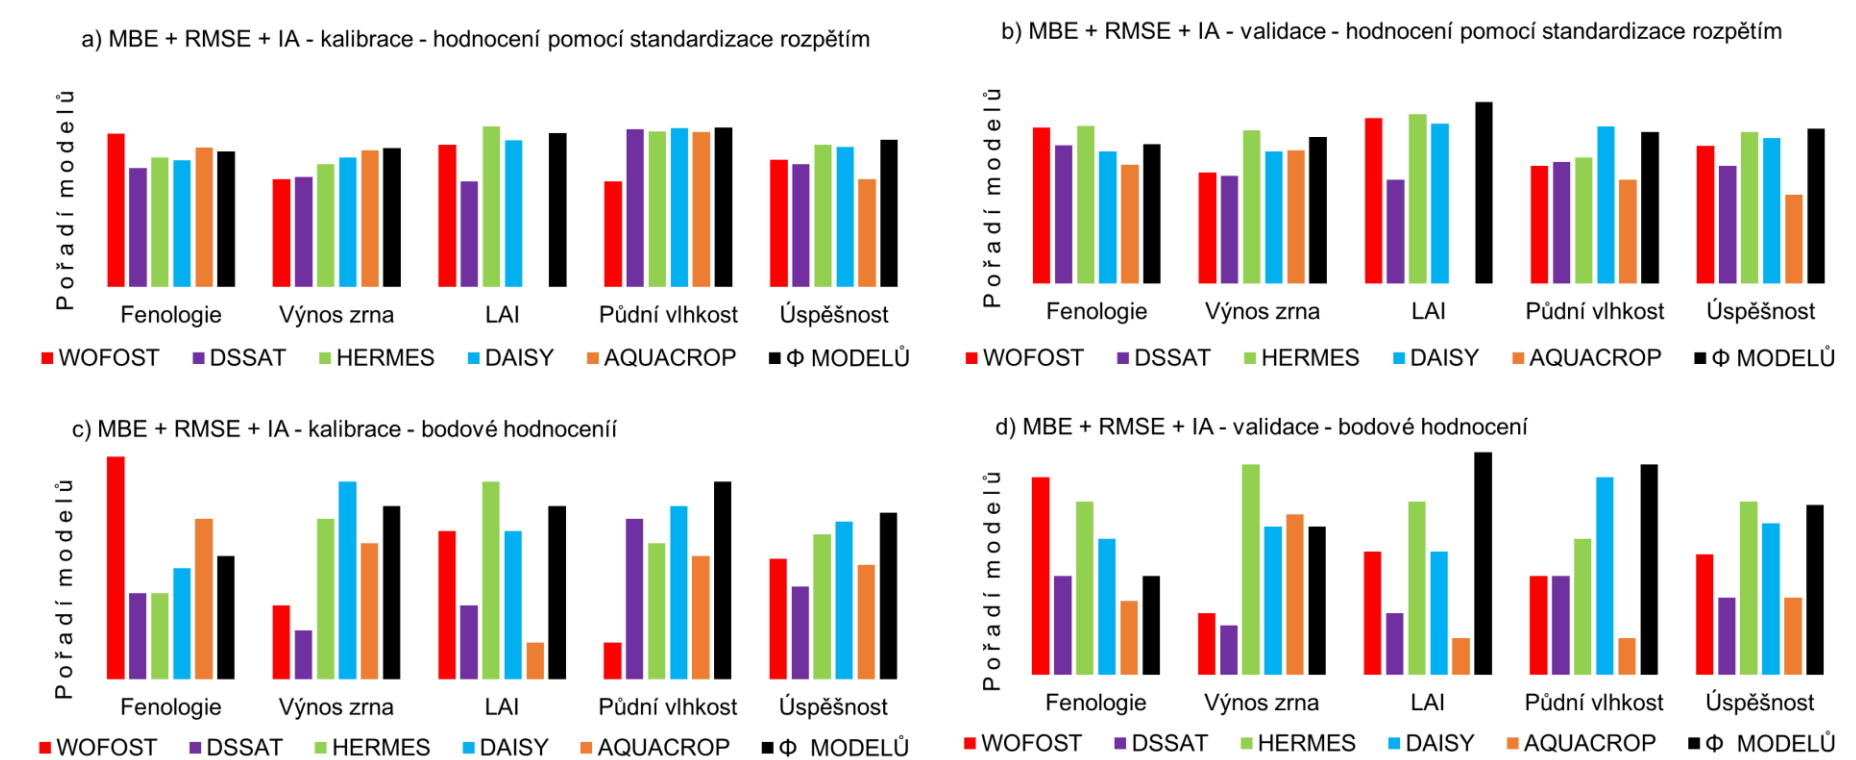 a) MBE + RMSE + IA - kalibrace - hodnocení pomocí standardizace rozpětím
Pořadí modelů
Fenologie Výnos zrna LAI Půdní vlhkost Úspěšnost
WOFOST DSSAT HERMES DAISY AQUACROP Φ MODELŮ
b) MBE + RMSE + IA - validace - hodnocení pomocí standardizace rozpětím
Pořadí modelů
Fenologie Výnos zrna LAI Půdní vlhkost Úspěšnost
WOFOST DSSAT HERMES DAISY AQUACROP Φ MODELŮ
c) MBE + RMSE + IA - kalibrace - bodové hodnoceníí
Pořadí modelů
Fenologie Výnos zrna LAI Půdní vlhkost Úspěšnost
WOFOST DSSAT HERMES DAISY AQUACROP Φ MODELŮ
d) MBE + RMSE + IA - validace - bodové hodnocení
Pořadí modelů
Fenologie Výnos zrna LAI Půdní vlhkost Úspěšnost
WOFOST DSSAT HERMES DAISY AQUACROP Φ MODELŮ